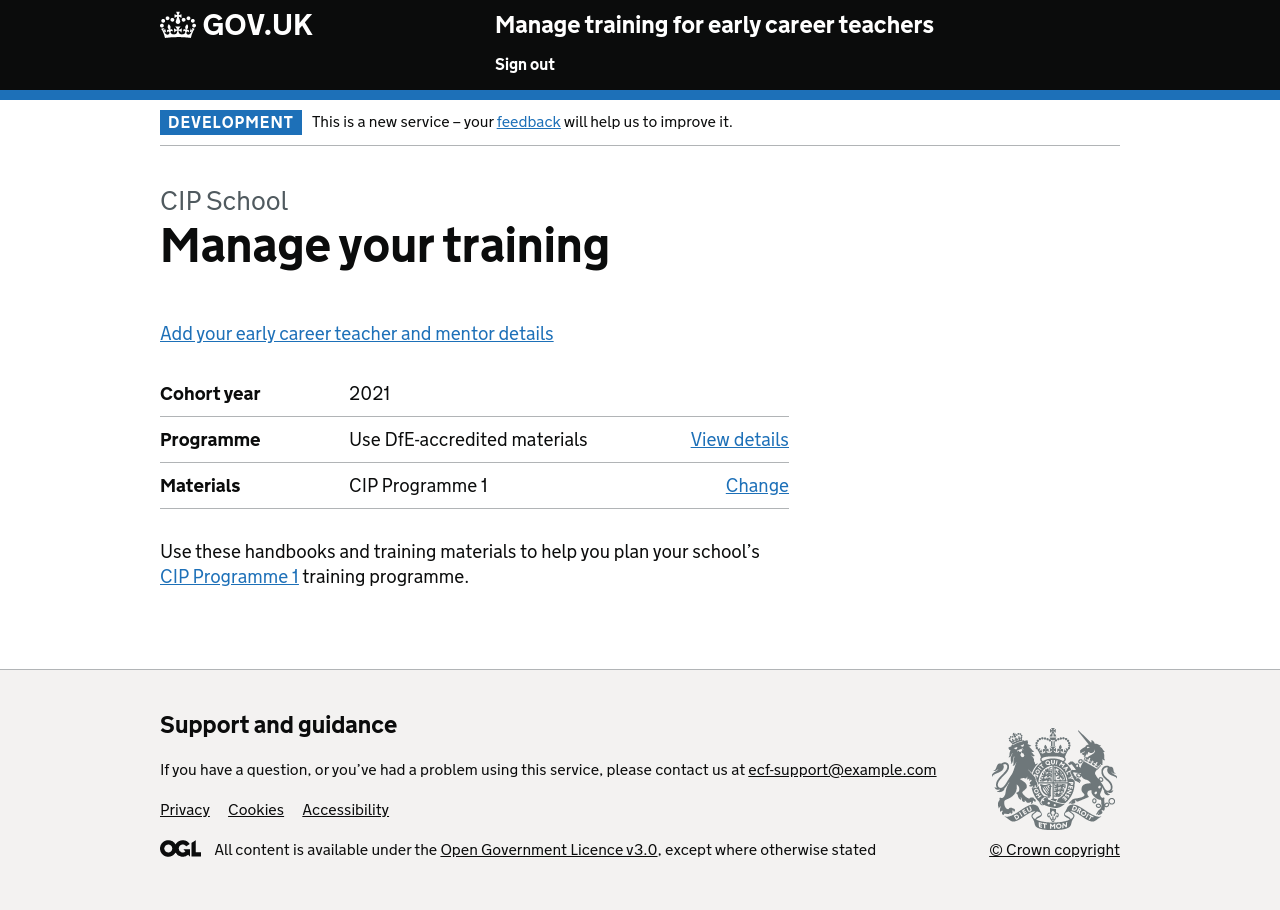 GOV.UK
Manage training for early career teachers
Sign out
DEVELOPMENT This is a new service – your feedback will help us to improve it.
CIP School
Manage your training
Add your early career teacher and mentor details
Cohort year 2021
Programme Use DfE-accredited materials View details
Materials CIP Programme 1 Change
Use these handbooks and training materials to help you plan your school’s
CIP Programme 1 training programme.
Support and guidance
If you have a question, or you’ve had a problem using this service, please contact us at ecf-support@example.com
Privacy Cookies Accessibility
OGL All content is available under the Open Government Licence v3.0, except where otherwise stated
© Crown copyright